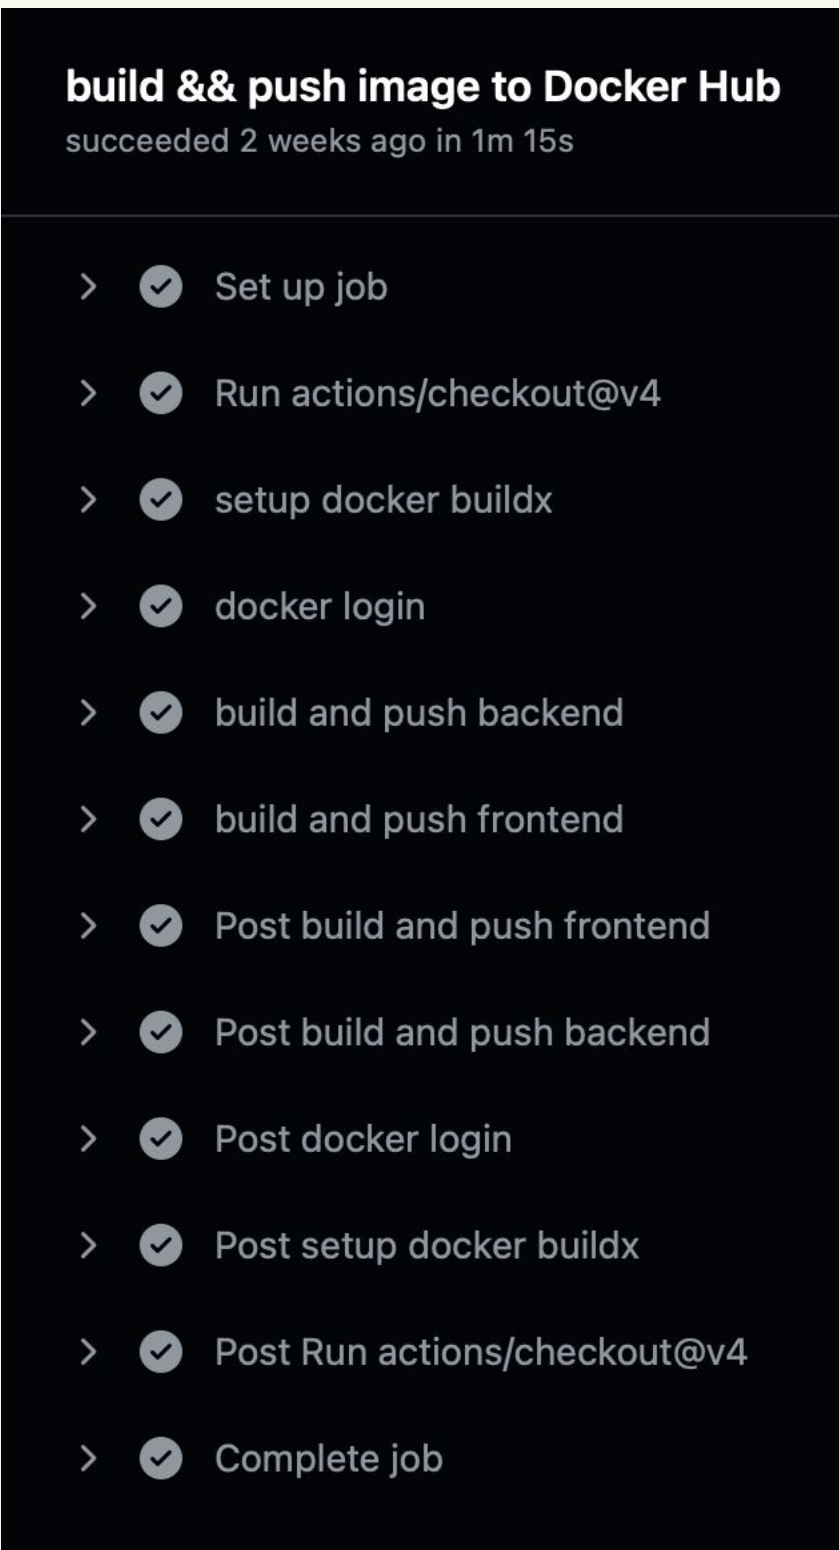 build && push image to Docker Hub
succeeded 2 weeks ago in 1m 15s
Set up job
Run actions/checkout@v4
setup docker buildx
docker login
build and push backend
build and push frontend
Post build and push frontend
Post build and push backend
Post docker login
Post setup docker buildx
Post Run actions/checkout@v4
Complete job